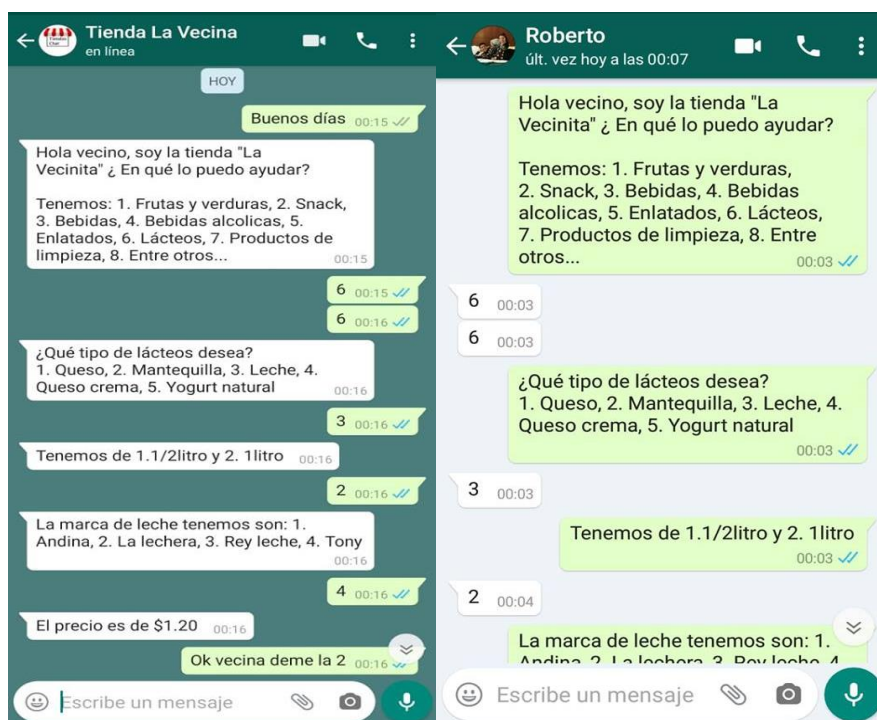 Tienda La Vecina
en línea
HOY
Buenos días 00:15
Hola vecino, soy la tienda "La
Vecinita" ¿ En qué lo puedo ayudar?
Tenemos: 1. Frutas y verduras, 2. Snack,
3. Bebidas, 4. Bebidas alcolicas, 5.
Enlatados, 6. Lácteos, 7. Productos de
limpieza, 8. Entre otros... 00:15
6 00:15
6 00:16
¿Qué tipo de lácteos desea?
1. Queso, 2. Mantequilla, 3. Leche, 4.
Queso crema, 5. Yogurt natural 00:16
3 00:16
Tenemos de 1.1/2litro y 2. 1litro 00:16
2 00:16
La marca de leche tenemos son: 1.
Andina, 2. La lechera, 3. Rey leche, 4. Tony
00:16
4 00:16
El precio es de $1.20 00:16
Ok vecina deme la 2 00:16
Escribe un mensaje
Roberto
últ. vez hoy a las 00:07
Hola vecino, soy la tienda "La
Vecinita" ¿ En qué lo puedo ayudar?
Tenemos: 1. Frutas y verduras,
2. Snack, 3. Bebidas, 4. Bebidas
alcolicas, 5. Enlatados, 6. Lácteos,
7. Productos de limpieza, 8. Entre
otros... 00:03
6 00:03
6 00:03
¿Qué tipo de lácteos desea?
1. Queso, 2. Mantequilla, 3. Leche, 4.
Queso crema, 5. Yogurt natural
00:03
3 00:03
Tenemos de 1.1/2litro y 2. 1litro
00:03
2 00:04
La marca de leche tenemos son: 1.
Andina, 2. La lechera, 3. Rey leche, 4
Escribe un mensaje